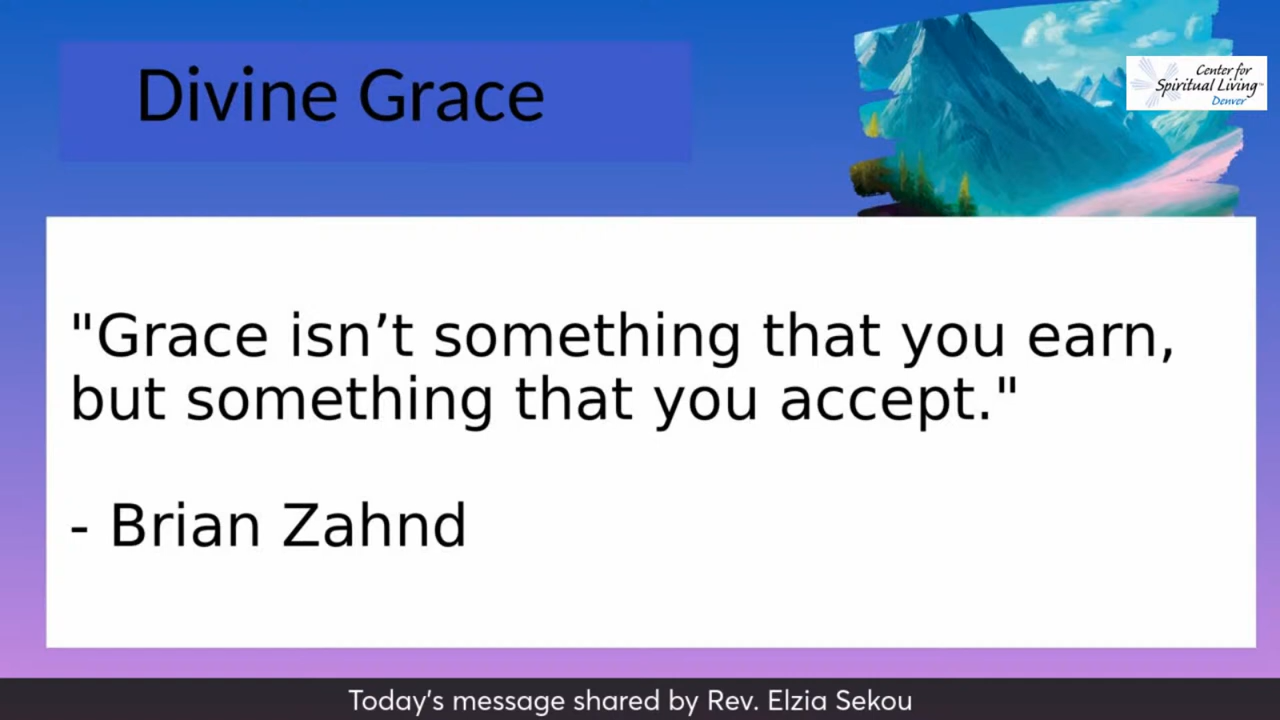 Divine Grace
Center for
Spiritual Living™
Denver
"Grace isn’t something that you earn,
but something that you accept."
- Brian Zahnd
Today's message shared by Rev. Elzia Sekou